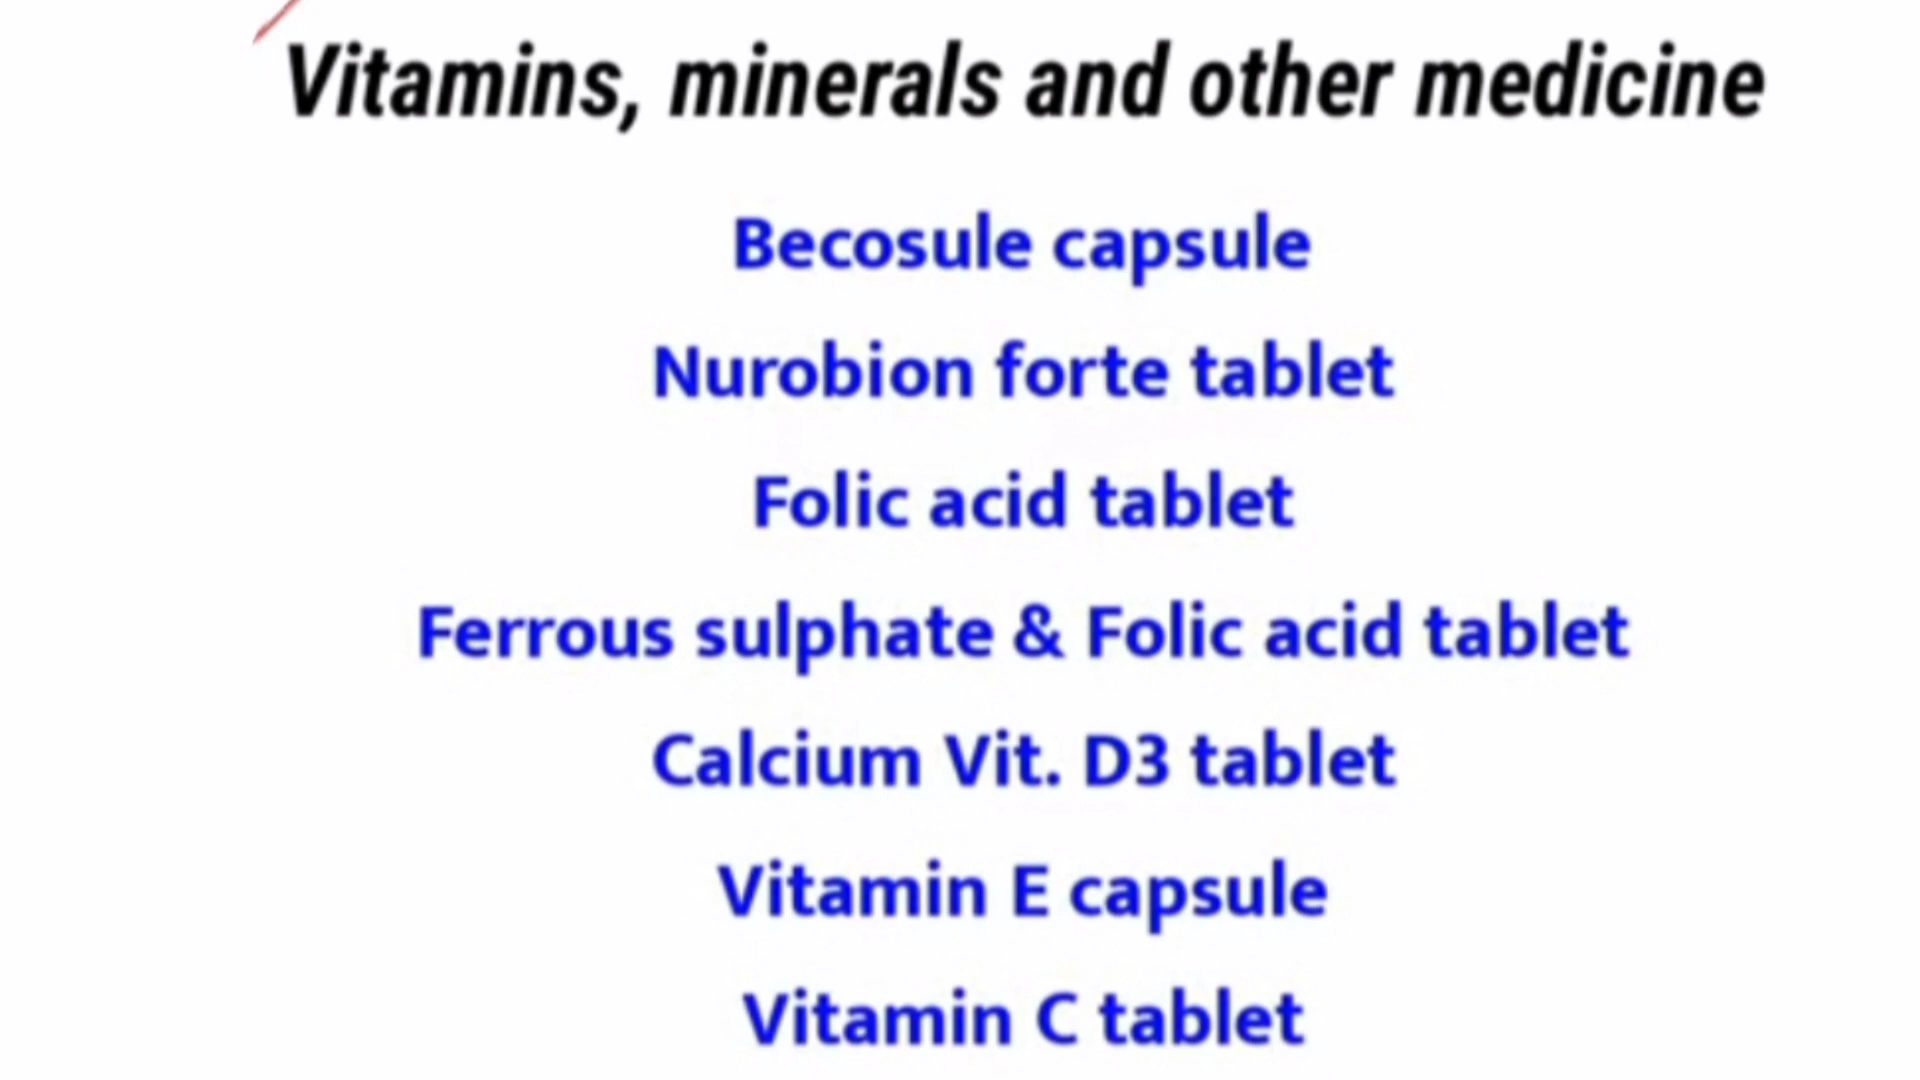 Vitamins, minerals and other medicine
Becosule capsule
Nurobion forte tablet
Folic acid tablet
Ferrous sulphate & Folic acid tablet
Calcium Vit. D3 tablet
Vitamin E capsule
Vitamin C tablet